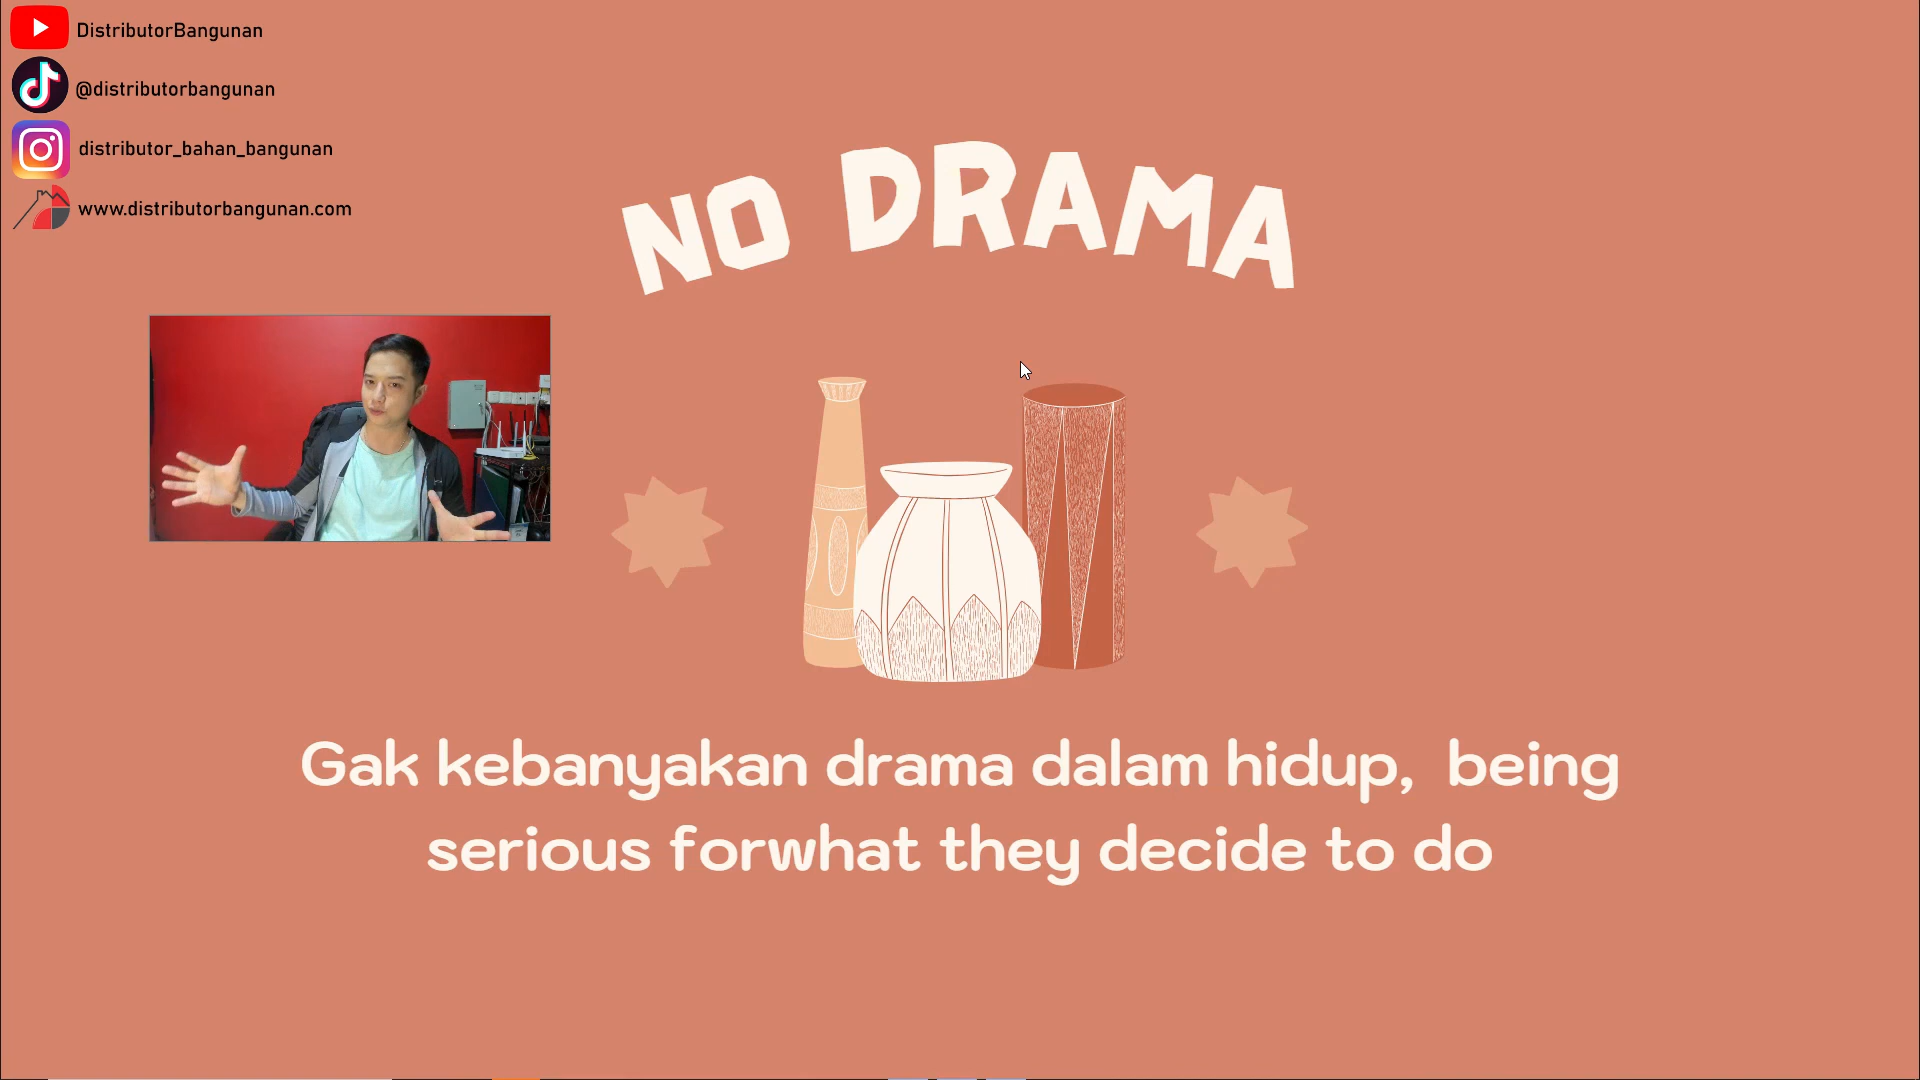 DistributorBangunan
@distributorbangunan
distributor_bahan_bangunan
www.distributorbangunan.com
NO DRAMA
Gak kebanyakan drama dalam hidup, being
serious forwhat they decide to do